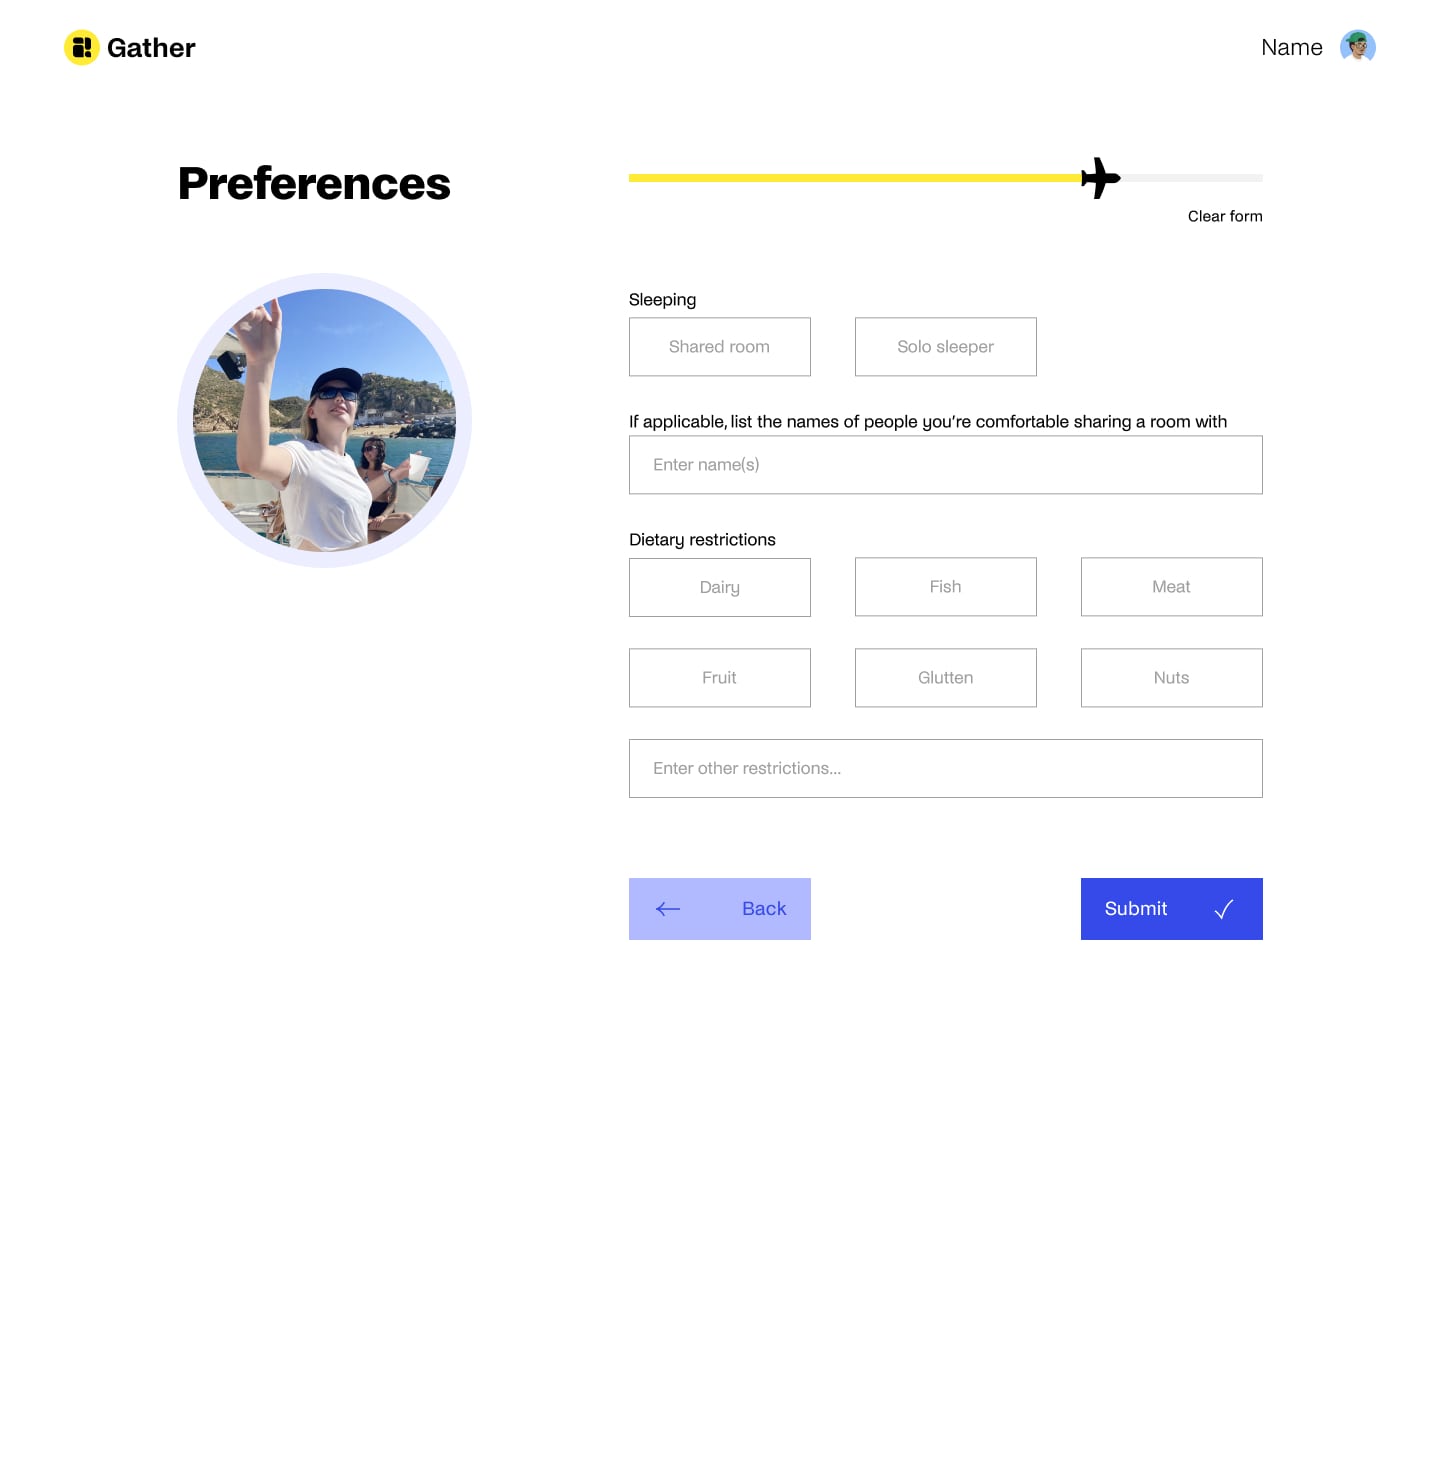 Gather
Name
Preferences
Clear form
Sleeping
Shared room
Solo sleeper
If applicable, list the names of people you're comfortable sharing a room with
Enter name(s)
Dietary restrictions
Dairy
Fish
Meat
Fruit
Glutten
Nuts
Enter other restrictions...
Back
Submit